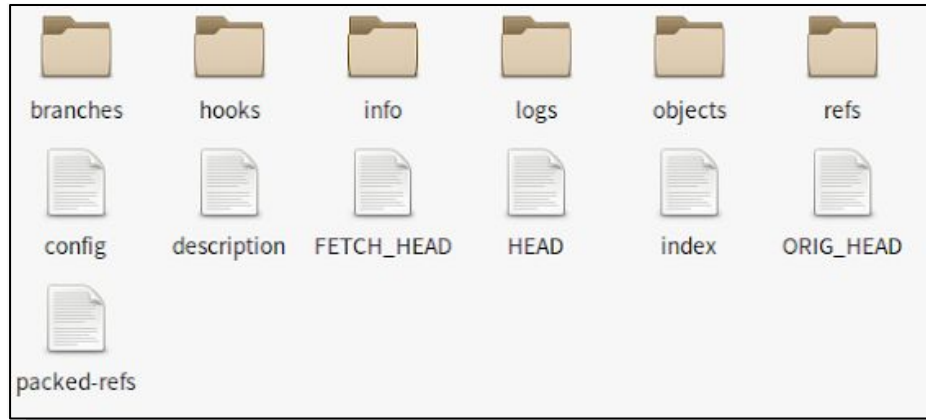 branches hooks info logs objects refs
config description FETCH_HEAD HEAD index ORIG_HEAD
packed-refs